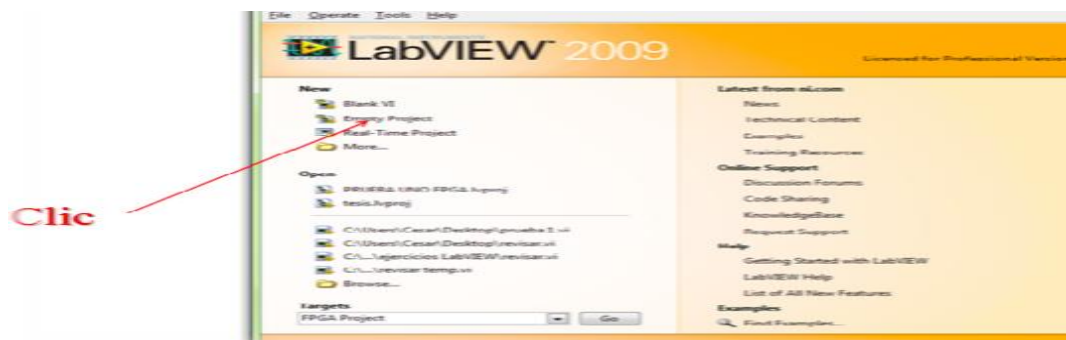 File Operate Tools Help
NATIONAL INSTRUMENTS
LabVIEW 2009
Licensed for Professional Version
New
Blank VI
Empty Project
Real-Time Project
More...
Open
PRUEBA UNO FPGA.lvproj
tesis.lvproj
C:\Users\Cesar\Desktop\prueba 1.vi
C:\Users\Cesar\Desktop\revisar.vi
C:\...\ejercicios LabVIEW\revisar.vi
C:\...\revisar temp.vi
Browse...
Targets
FPGA Project
Go
Clic
Latest from ni.com
News
Technical Content
Examples
Training Resources
Online Support
Discussion Forums
Code Sharing
KnowledgeBase
Request Support
Help
Getting Started with LabVIEW
LabVIEW Help
List of All New Features
Examples
Find Examples...